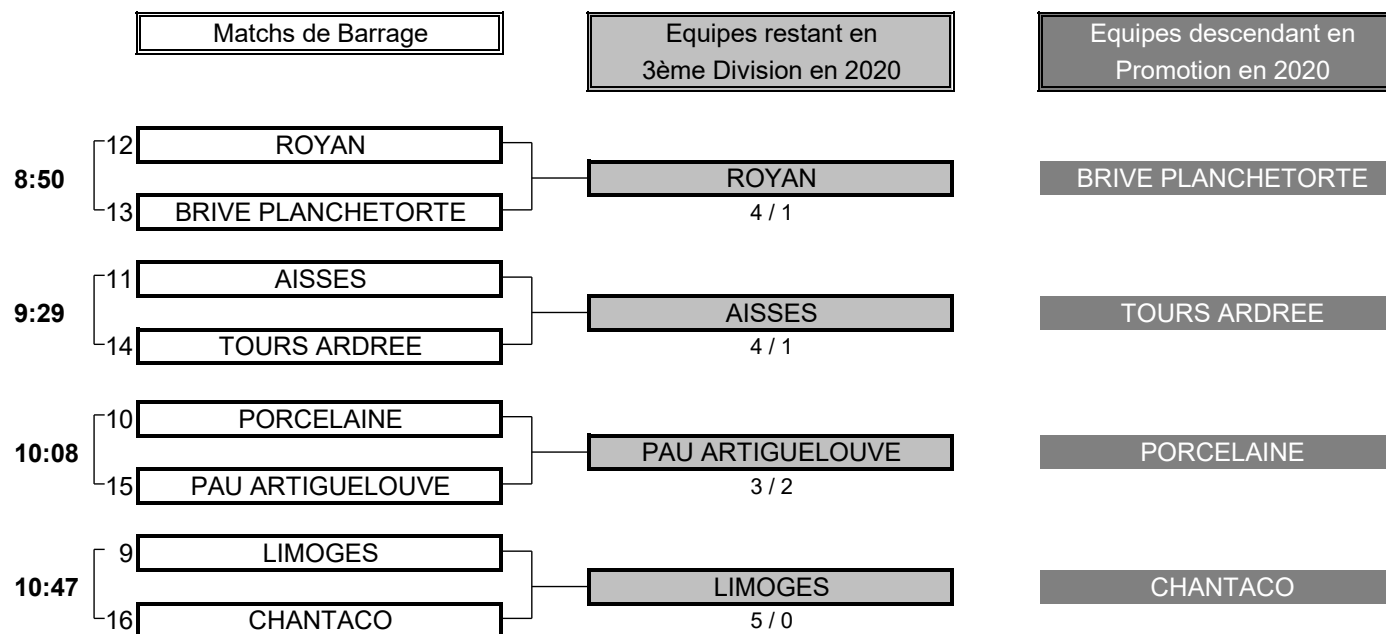 Matchs de Barrage
Equipes restant en
3ème Division en 2020
Equipes descendant en
Promotion en 2020
8:50
12 ROYAN
13 BRIVE PLANCHETORTE
ROYAN
4 / 1
BRIVE PLANCHETORTE
9:29
11 AISSES
14 TOURS ARDREE
AISSES
4 / 1
TOURS ARDREE
10:08
10 PORCELAINE
15 PAU ARTIGUELOUVE
PAU ARTIGUELOUVE
3 / 2
PORCELAINE
10:47
9 LIMOGES
16 CHANTACO
LIMOGES
5 / 0
CHANTACO